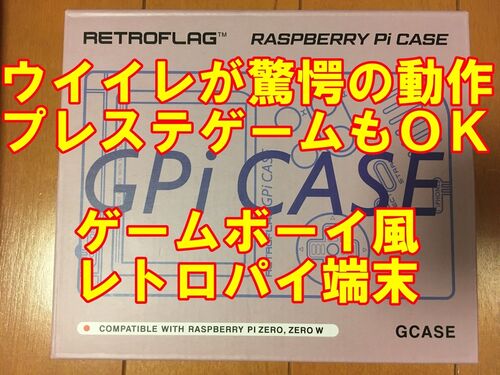 RETROFLAG™ RASPBERRY Pi CASE
ウイイレが驚愕の動作
プレステゲームもOK
GPi CASE
GPi CASE
ゲームボーイ風
レトロパイ端末
COMPATIBLE WITH RASPBERRY PI ZERO, ZERO W
GCASE